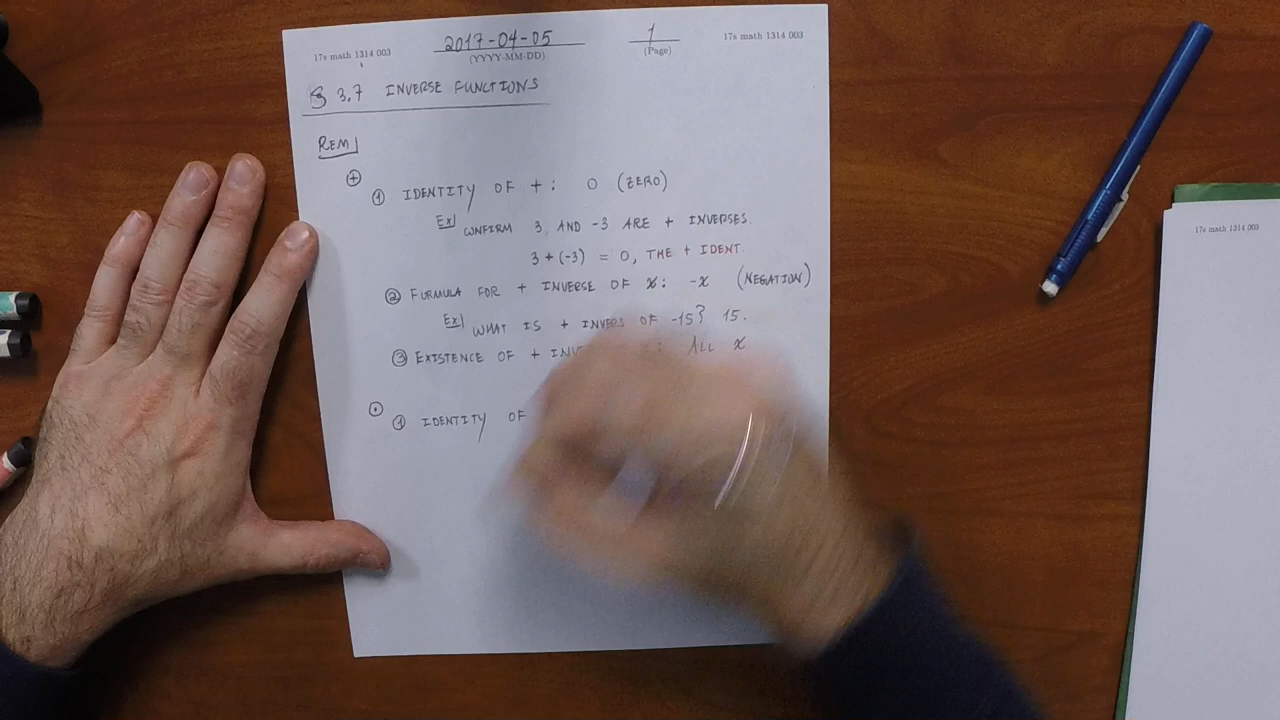 17s math 1314 003 2017-04-05 1 17s math 1314 003
(YYYY-MM-DD) (Page)
§ 3.7 INVERSE FUNCTIONS
REM
+
① IDENTITY OF + : 0 (ZERO)
Ex CONFIRM 3 AND -3 ARE + INVERSES.
3 + (-3) = 0, THE + IDENT.
② FORMULA FOR + INVERSE OF x: -x (NEGATION)
Ex WHAT IS + INVERS OF -15? 15.
③ EXISTENCE OF + : ALL x
① IDENTITY OF
17s math 1314 003